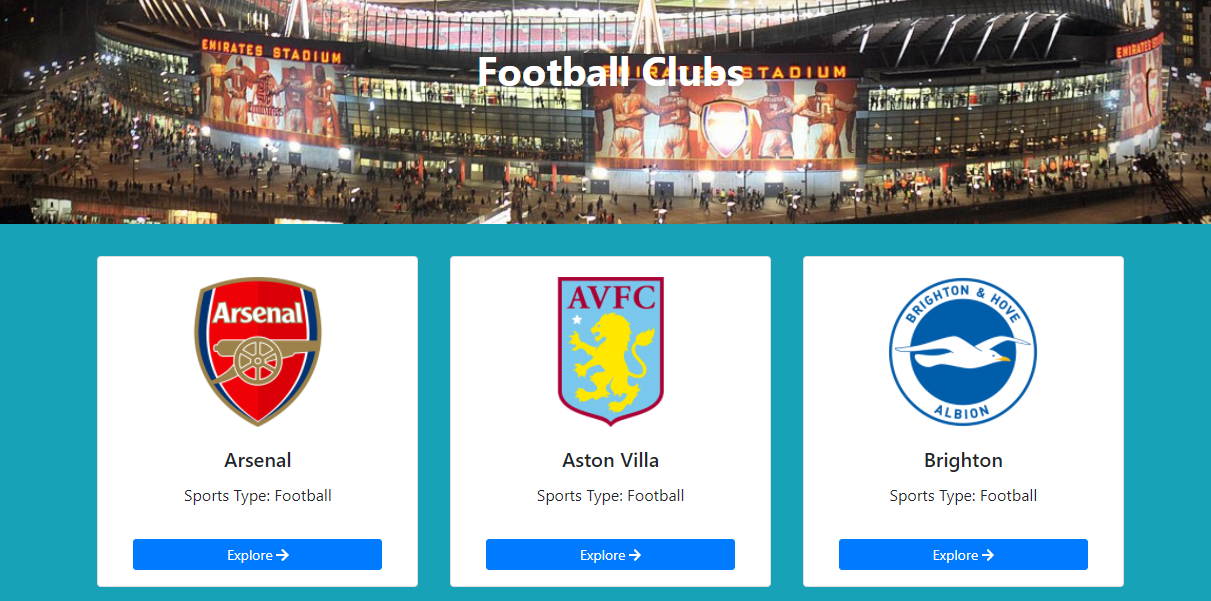 EMIRATES STADIUM
Football Clubs
STADIUM
Arsenal
AVFC
BRIGHTON & HOVE
ALBION
Arsenal
Aston Villa
Brighton
Sports Type: Football
Sports Type: Football
Sports Type: Football
Explore
Explore
Explore